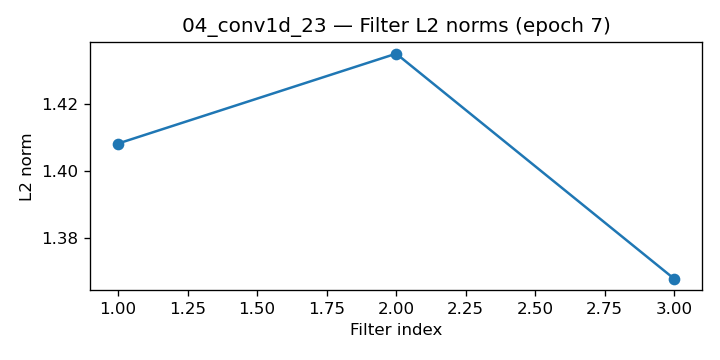 04_conv1d_23 — Filter L2 norms (epoch 7)
L2 norm
1.42
1.40
1.38
1.00 1.25 1.50 1.75 2.00 2.25 2.50 2.75 3.00
Filter index